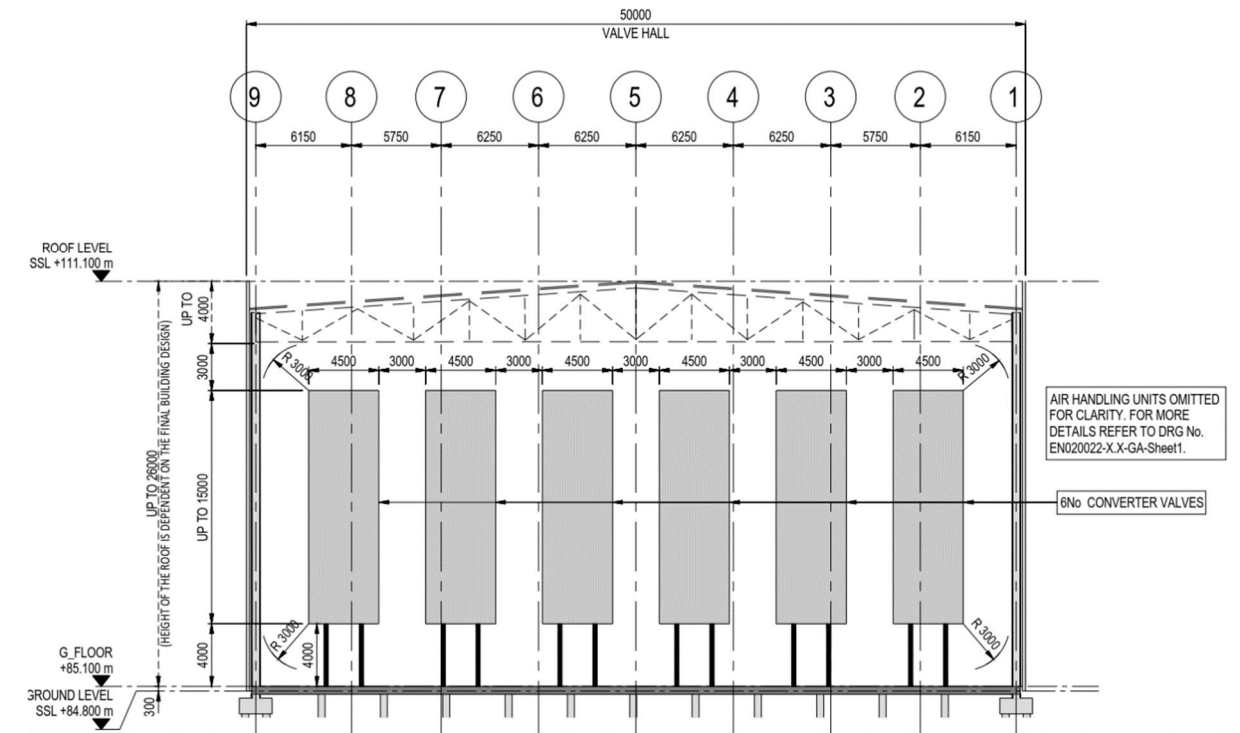 50000
VALVE HALL
9
8
7
6
5
4
3
2
1
6150
5750
6250
6250
6250
6250
5750
6150
ROOF LEVEL
SSL +111.100 m
UP TO
4000
3000
4500
3000
4500
3000
4500
3000
4500
3000
4500
3000
4500
R 3000
R 3000
AIR HANDLING UNITS OMITTED
FOR CLARITY. FOR MORE
DETAILS REFER TO DRG No.
EN020022-X.X-GA-Sheet1.
UP TO 26000
(HEIGHT OF THE ROOF IS DEPENDENT ON THE FINAL BUILDING DESIGN)
UP TO 15000
6No CONVERTER VALVES
R 3000
R 3000
4000
4000
G_FLOOR
+85.100 m
GROUND LEVEL
SSL +84.800 m
300